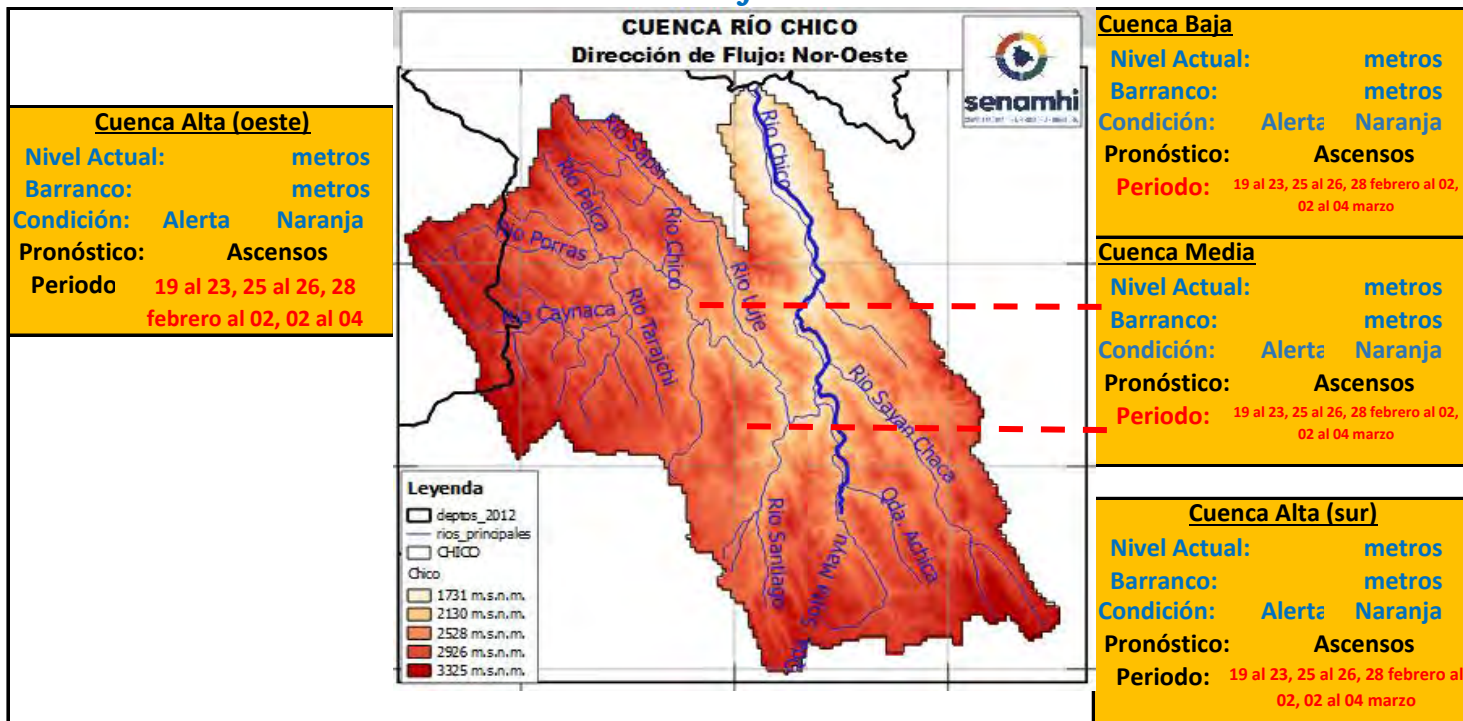 CUENCA RÍO CHICO
Dirección de Flujo: Nor-Oeste
senamhi
Cuenca Alta (oeste)
Nivel Actual: metros
Barranco: metros
Condición: Alerta Naranja
Pronóstico: Ascensos
Periodo 19 al 23, 25 al 26, 28
febrero al 02, 02 al 04
Río Sapsi
Río Palca
Río Porras
Río Chico
Río Caynaca
Río Tarajchi
Río Luje
Río Chico
Río Sayan Chaca
Río Santiago
Qda. Solta Mayu
Qda. Achica
Leyenda
deptos_2012
rios_principales
CHICO
Chico
1731 m.s.n.m.
2130 m.s.n.m.
2528 m.s.n.m.
2926 m.s.n.m.
3325 m.s.n.m.
Cuenca Baja
Nivel Actual: metros
Barranco: metros
Condición: Alerta Naranja
Pronóstico: Ascensos
Periodo: 19 al 23, 25 al 26, 28 febrero al 02,
02 al 04 marzo
Cuenca Media
Nivel Actual: metros
Barranco: metros
Condición: Alerta Naranja
Pronóstico: Ascensos
Periodo: 19 al 23, 25 al 26, 28 febrero al 02,
02 al 04 marzo
Cuenca Alta (sur)
Nivel Actual: metros
Barranco: metros
Condición: Alerta Naranja
Pronóstico: Ascensos
Periodo: 19 al 23, 25 al 26, 28 febrero al
02, 02 al 04 marzo